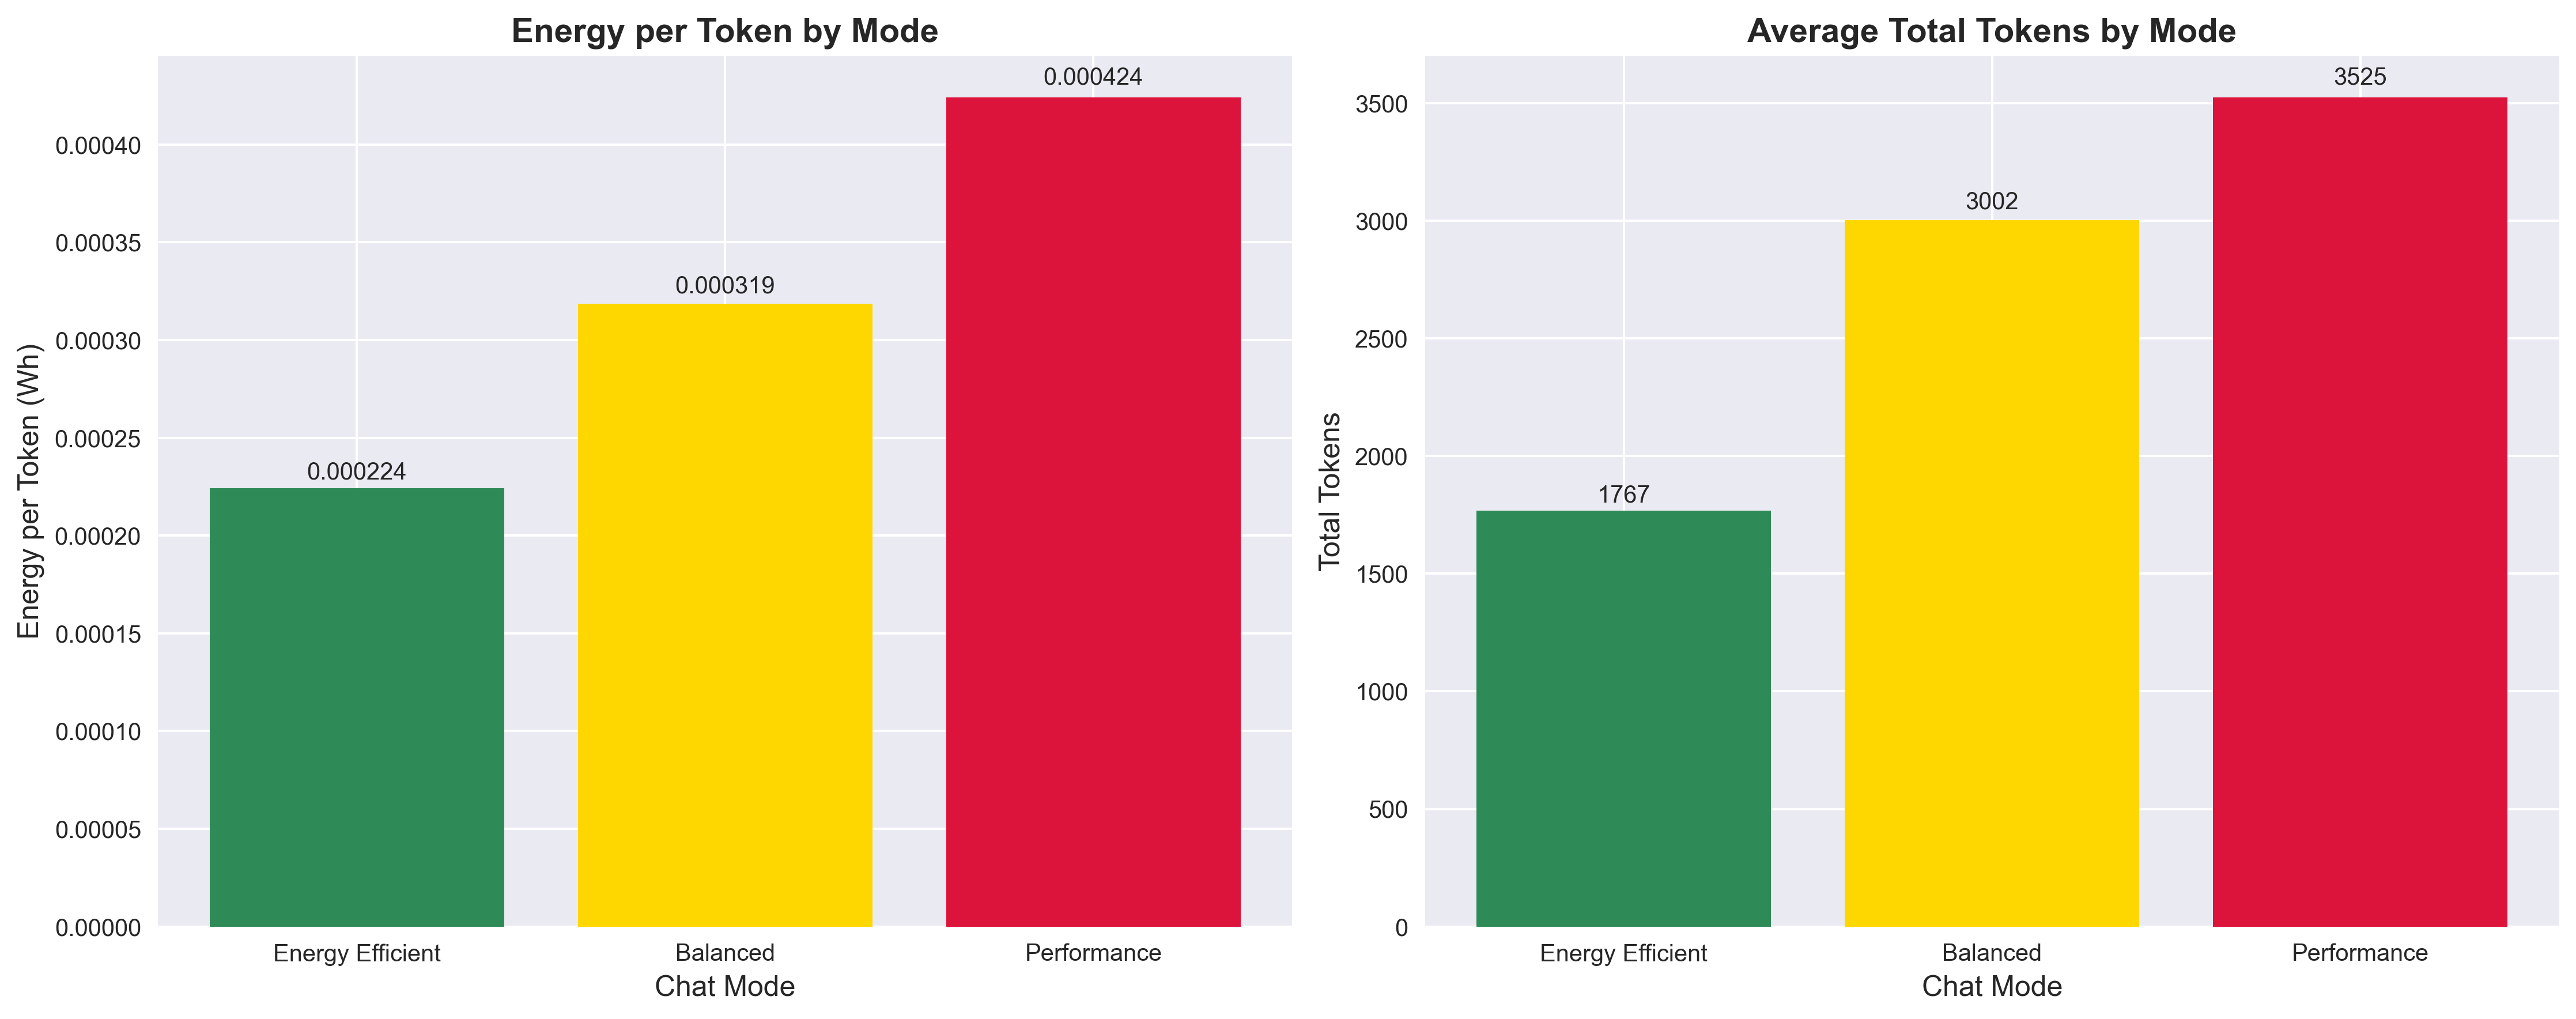 Energy per Token by Mode
Energy per Token (Wh)
0.00040
0.00035
0.00030
0.00025
0.00020
0.00015
0.00010
0.00005
0.00000
0.000224
0.000319
0.000424
Energy Efficient
Balanced
Performance
Chat Mode
Average Total Tokens by Mode
Total Tokens
3500
3000
2500
2000
1500
1000
500
0
1767
3002
3525
Energy Efficient
Balanced
Performance
Chat Mode